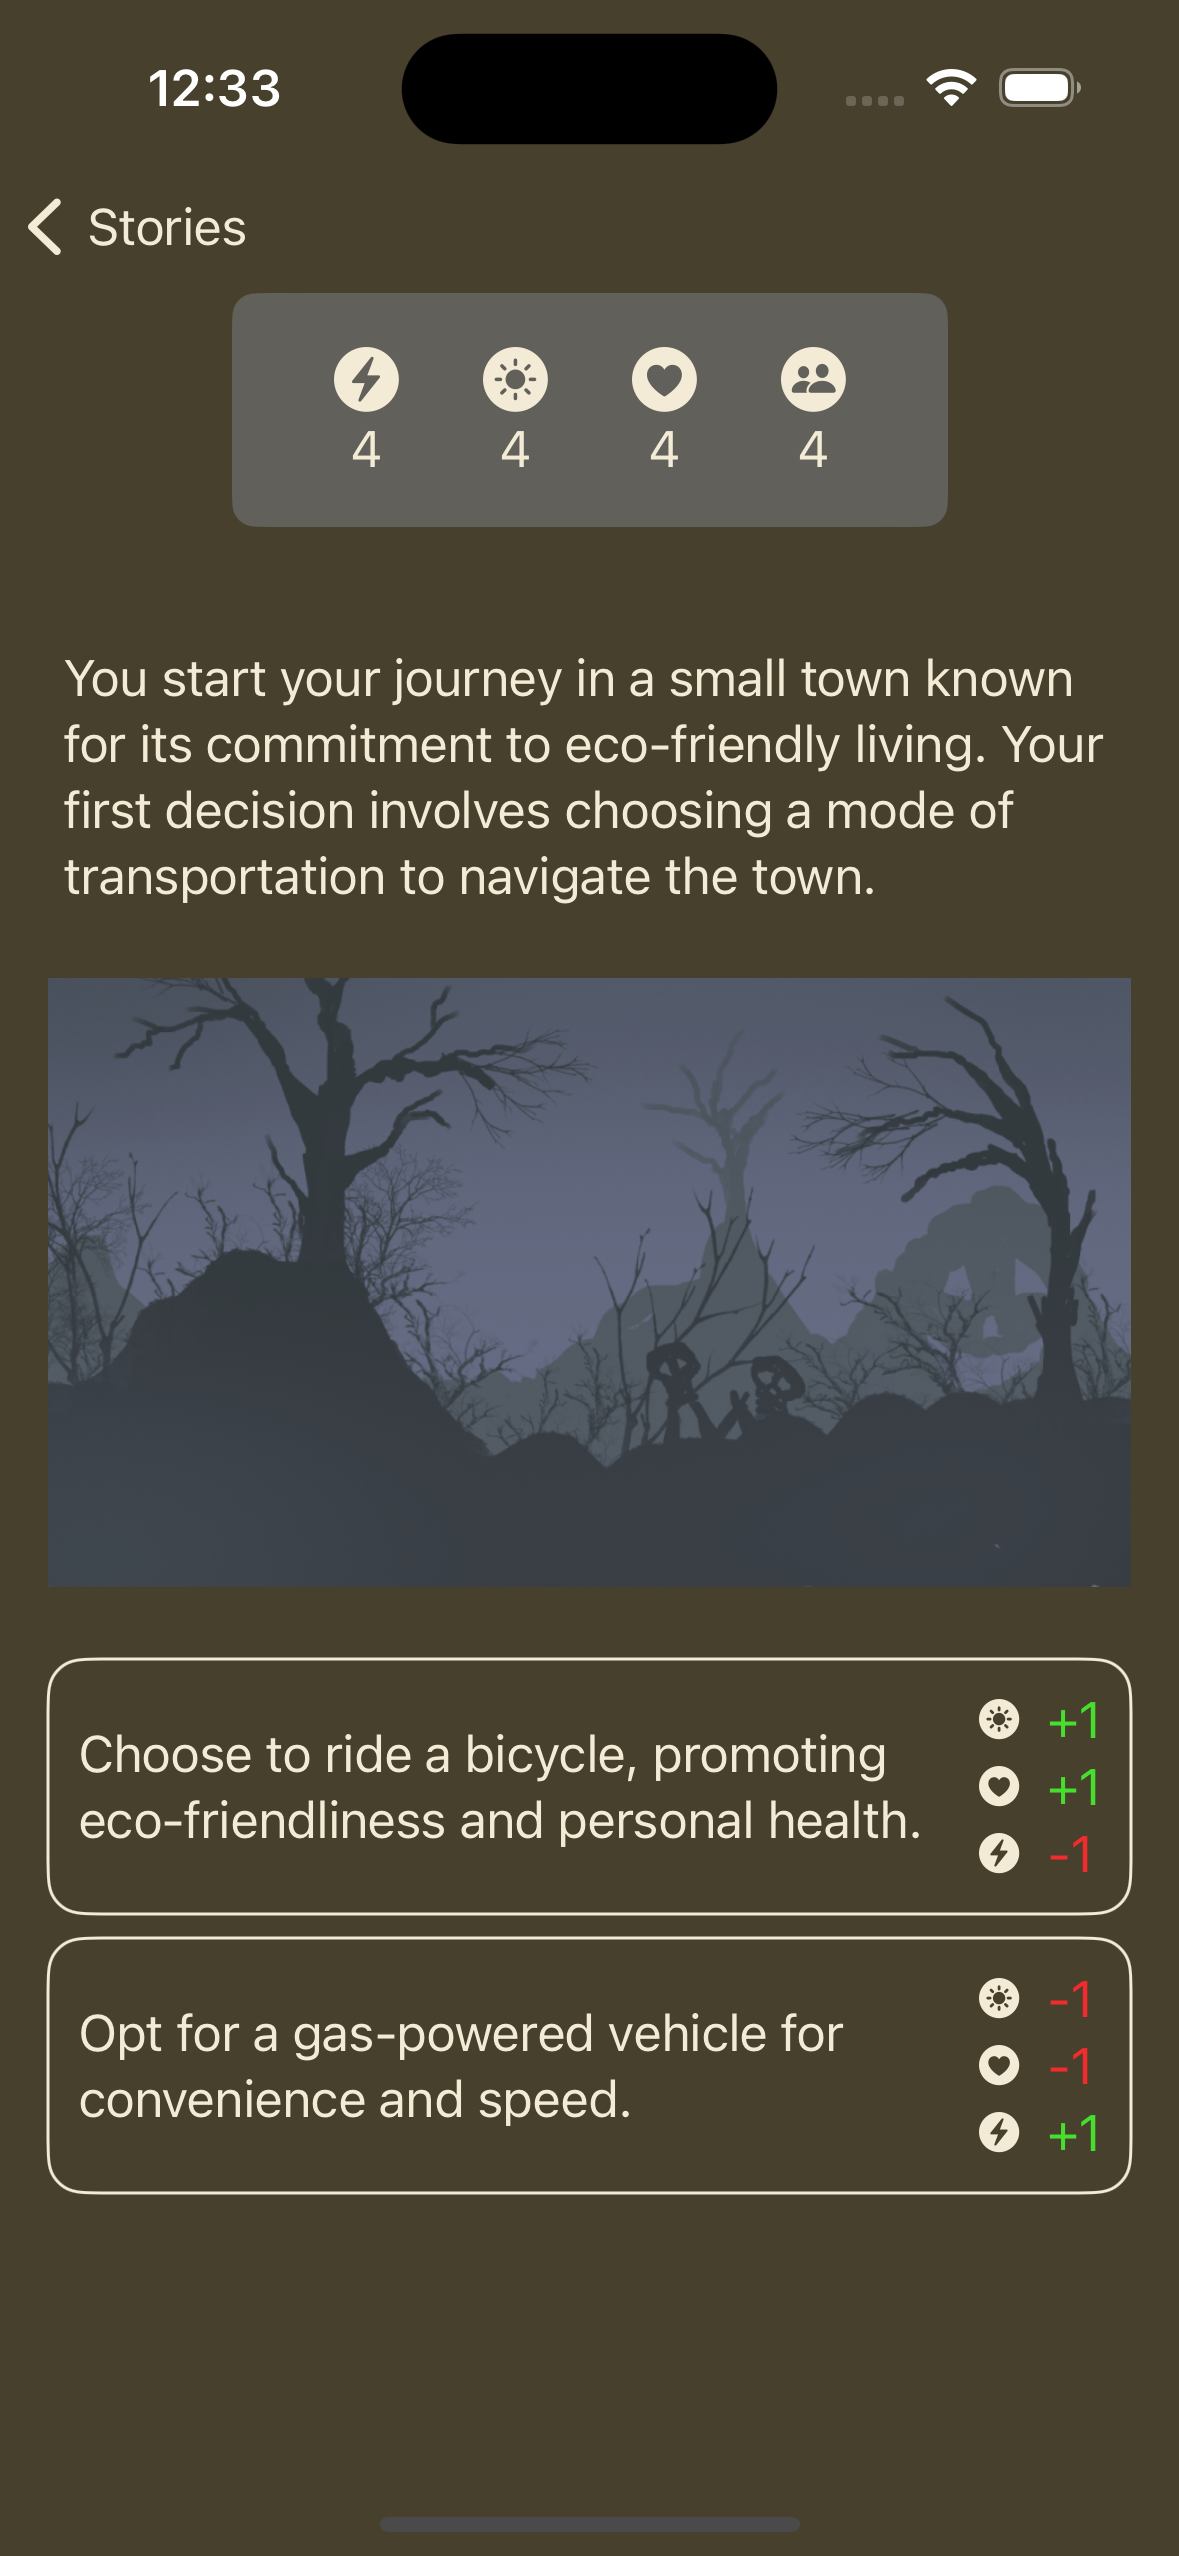 12:33
Stories
4 4 4 4
You start your journey in a small town known
for its commitment to eco-friendly living. Your
first decision involves choosing a mode of
transportation to navigate the town.
Choose to ride a bicycle, promoting
eco-friendliness and personal health.
+1
+1
-1
Opt for a gas-powered vehicle for
convenience and speed.
-1
-1
+1